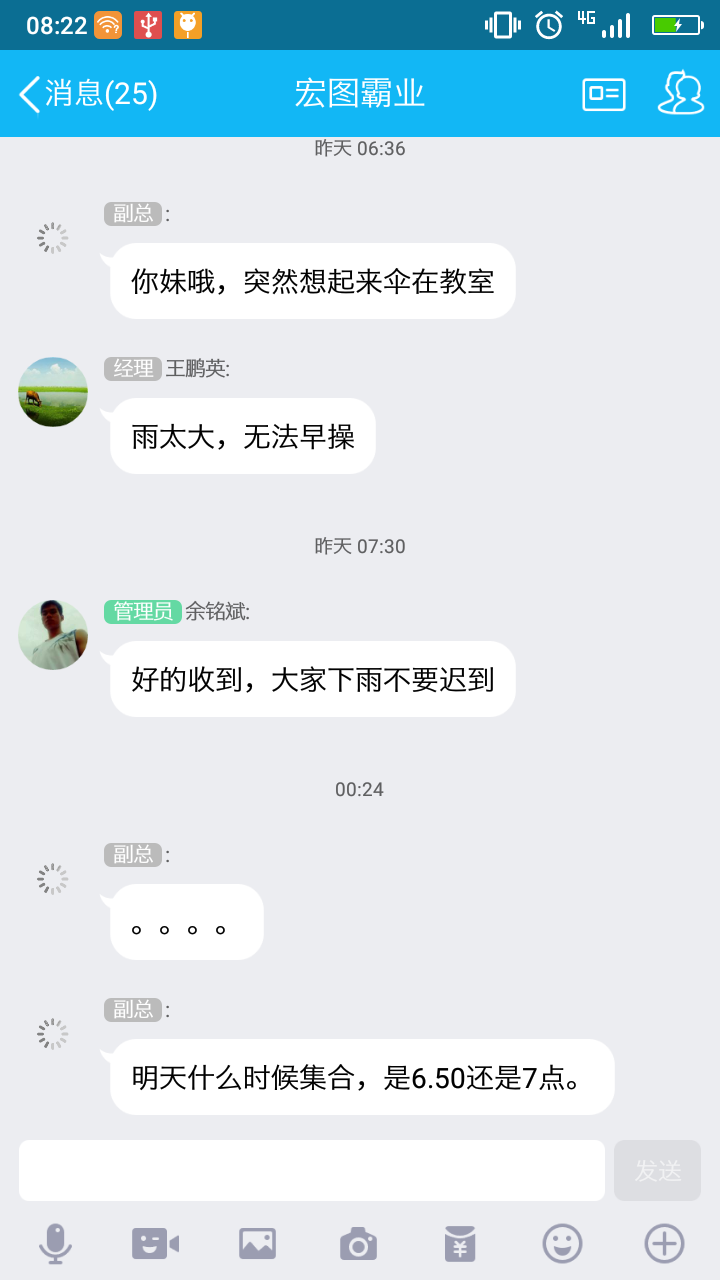 08:22
4G
消息(25)
宏图霸业
昨天 06:36
副总 :
你妹哦，突然想起来伞在教室
经理 王鹏英:
雨太大，无法早操
昨天 07:30
管理员 余铭斌:
好的收到，大家下雨不要迟到
00:24
副总 :
。。。。
副总 :
明天什么时候集合，是6.50还是7点。
发送